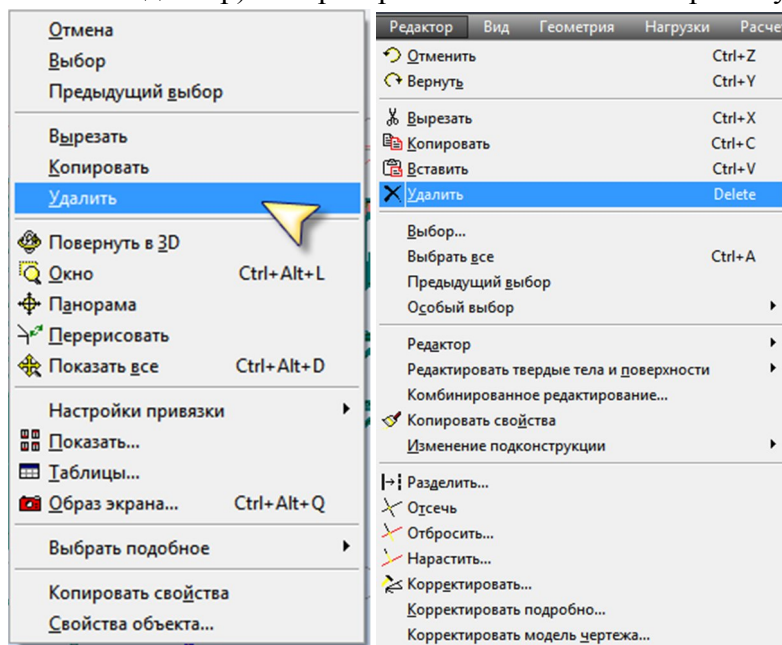 Отмена
Выбор
Предыдущий выбор
Вырезать
Копировать
Удалить
Повернуть в 3D
Окно Ctrl+Alt+L
Панорама
Перерисовать
Показать все Ctrl+Alt+D
Настройки привязки
Показать...
Таблицы...
Образ экрана... Ctrl+Alt+Q
Выбрать подобное
Копировать свойства
Свойства объекта...
Редактор Вид Геометрия Нагрузки Расче
Отменить Ctrl+Z
Вернуть Ctrl+Y
Вырезать Ctrl+X
Копировать Ctrl+C
Вставить Ctrl+V
Удалить Delete
Выбор...
Выбрать все Ctrl+A
Предыдущий выбор
Особый выбор
Редактор
Редактировать твердые тела и поверхности
Комбинированное редактирование...
Копировать свойства
Изменение подконструкции
Разделить...
Отсечь
Отбросить...
Нарастить...
Корректировать...
Корректировать подробно...
Корректировать модель чертежа...